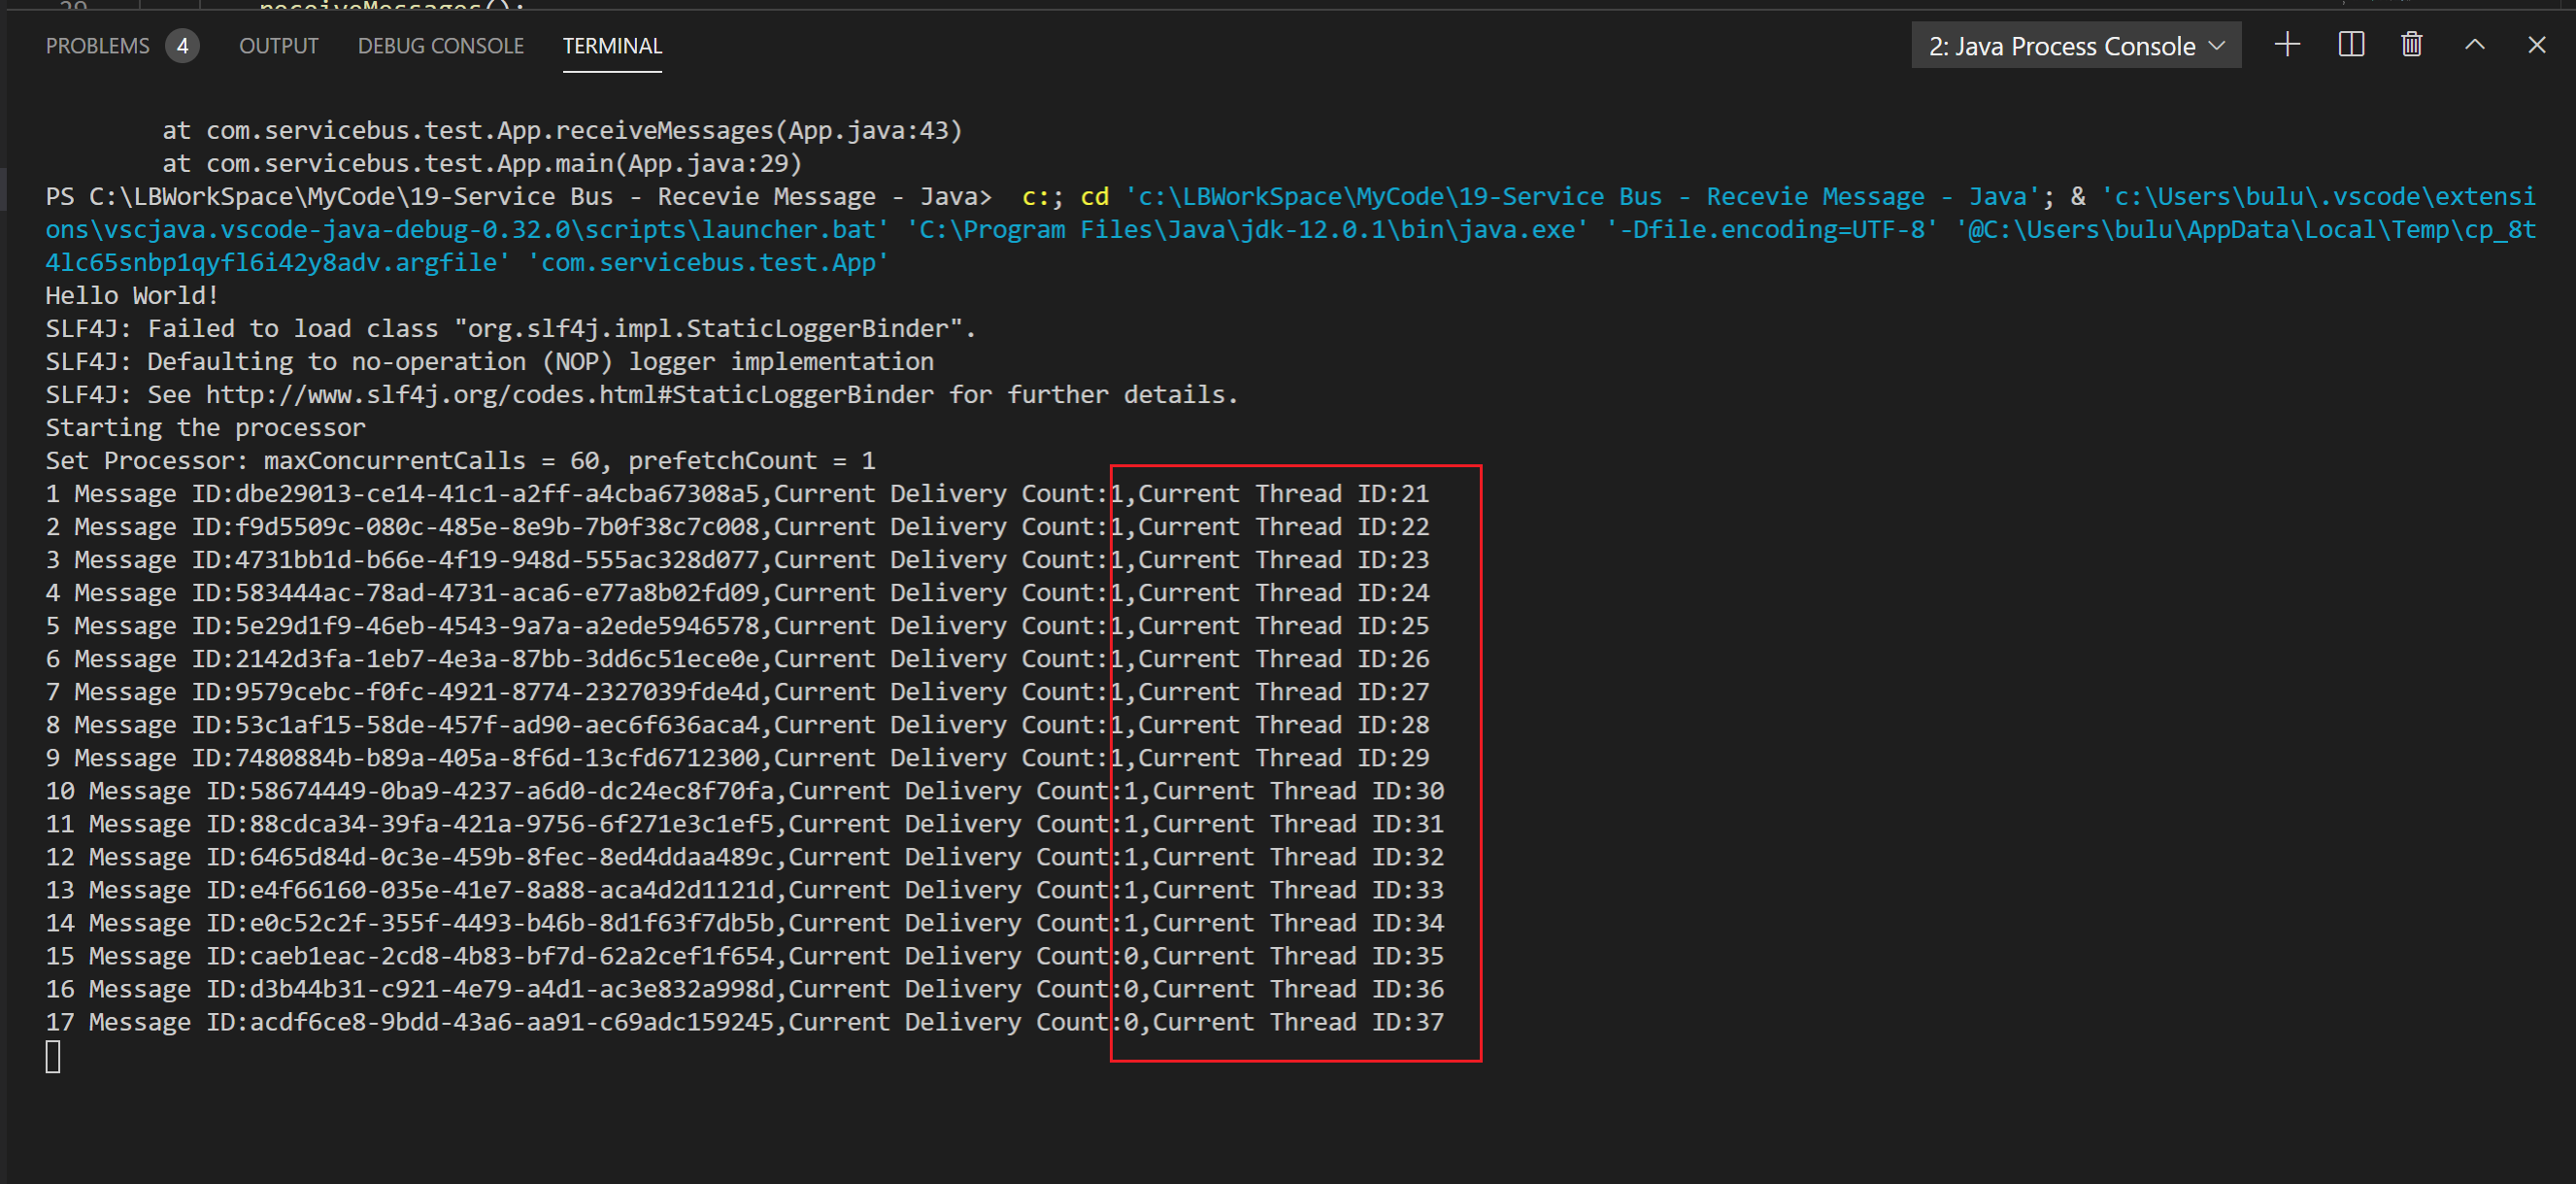 29 receiveMessages();
PROBLEMS 4 OUTPUT DEBUG CONSOLE TERMINAL 2: Java Process Console
at com.servicebus.test.App.receiveMessages(App.java:43)
at com.servicebus.test.App.main(App.java:29)
PS C:\LBWorkSpace\MyCode\19-Service Bus - Recevie Message - Java>  c:; cd 'c:\LBWorkSpace\MyCode\19-Service Bus - Recevie Message - Java'; & 'c:\Users\bulu\.vscode\extensi
ons\vscjava.vscode-java-debug-0.32.0\scripts\launcher.bat' 'C:\Program Files\Java\jdk-12.0.1\bin\java.exe' '-Dfile.encoding=UTF-8' '@C:\Users\bulu\AppData\Local\Temp\cp_8t
4lc65snbp1qyfl6i42y8adv.argfile' 'com.servicebus.test.App'
Hello World!
SLF4J: Failed to load class "org.slf4j.impl.StaticLoggerBinder".
SLF4J: Defaulting to no-operation (NOP) logger implementation
SLF4J: See http://www.slf4j.org/codes.html#StaticLoggerBinder for further details.
Starting the processor
Set Processor: maxConcurrentCalls = 60, prefetchCount = 1
1 Message ID:dbe29013-ce14-41c1-a2ff-a4cba67308a5,Current Delivery Count:1,Current Thread ID:21
2 Message ID:f9d5509c-080c-485e-8e9b-7b0f38c7c008,Current Delivery Count:1,Current Thread ID:22
3 Message ID:4731bb1d-b66e-4f19-948d-555ac328d077,Current Delivery Count:1,Current Thread ID:23
4 Message ID:583444ac-78ad-4731-aca6-e77a8b02fd09,Current Delivery Count:1,Current Thread ID:24
5 Message ID:5e29d1f9-46eb-4543-9a7a-a2ede5946578,Current Delivery Count:1,Current Thread ID:25
6 Message ID:2142d3fa-1eb7-4e3a-87bb-3dd6c51ece0e,Current Delivery Count:1,Current Thread ID:26
7 Message ID:9579cebc-f0fc-4921-8774-2327039fde4d,Current Delivery Count:1,Current Thread ID:27
8 Message ID:53c1af15-58de-457f-ad90-aec6f636aca4,Current Delivery Count:1,Current Thread ID:28
9 Message ID:7480884b-b89a-405a-8f6d-13cfd6712300,Current Delivery Count:1,Current Thread ID:29
10 Message ID:58674449-0ba9-4237-a6d0-dc24ec8f70fa,Current Delivery Count:1,Current Thread ID:30
11 Message ID:88cdca34-39fa-421a-9756-6f271e3c1ef5,Current Delivery Count:1,Current Thread ID:31
12 Message ID:6465d84d-0c3e-459b-8fec-8ed4ddaa489c,Current Delivery Count:1,Current Thread ID:32
13 Message ID:e4f66160-035e-41e7-8a88-aca4d2d1121d,Current Delivery Count:1,Current Thread ID:33
14 Message ID:e0c52c2f-355f-4493-b46b-8d1f63f7db5b,Current Delivery Count:1,Current Thread ID:34
15 Message ID:caeb1eac-2cd8-4b83-bf7d-62a2cef1f654,Current Delivery Count:0,Current Thread ID:35
16 Message ID:d3b44b31-c921-4e79-a4d1-ac3e832a998d,Current Delivery Count:0,Current Thread ID:36
17 Message ID:acdf6ce8-9bdd-43a6-aa91-c69adc159245,Current Delivery Count:0,Current Thread ID:37